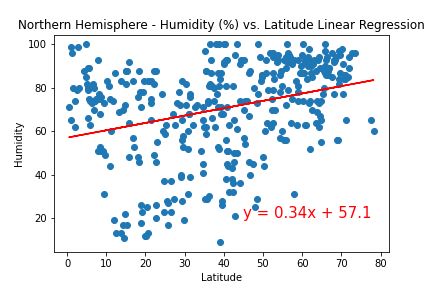 Northern Hemisphere - Humidity (%) vs. Latitude Linear Regression
100
80
60
40
20
Humidity
y = 0.34x + 57.1
0 10 20 30 40 50 60 70 80
Latitude